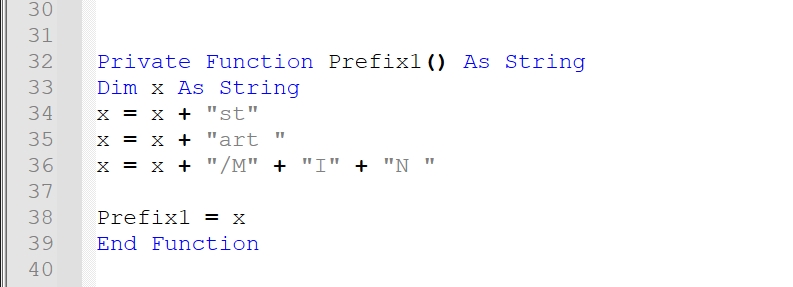 30
31
32 Private Function Prefix1() As String
33 Dim x As String
34 x = x + "st"
35 x = x + "art "
36 x = x + "/M" + "I" + "N "
37
38 Prefix1 = x
39 End Function
40